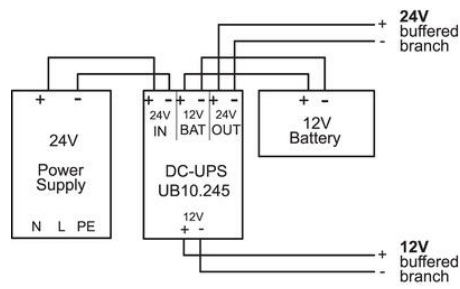 + 24V
- buffered
branch
+ -
24V
Power
Supply
N L PE
+ - + - + -
24V 12V 24V
IN BAT OUT
DC-UPS
UB10.245
12V
+ -
+ -
12V
Battery
+ 12V
buffered
- branch